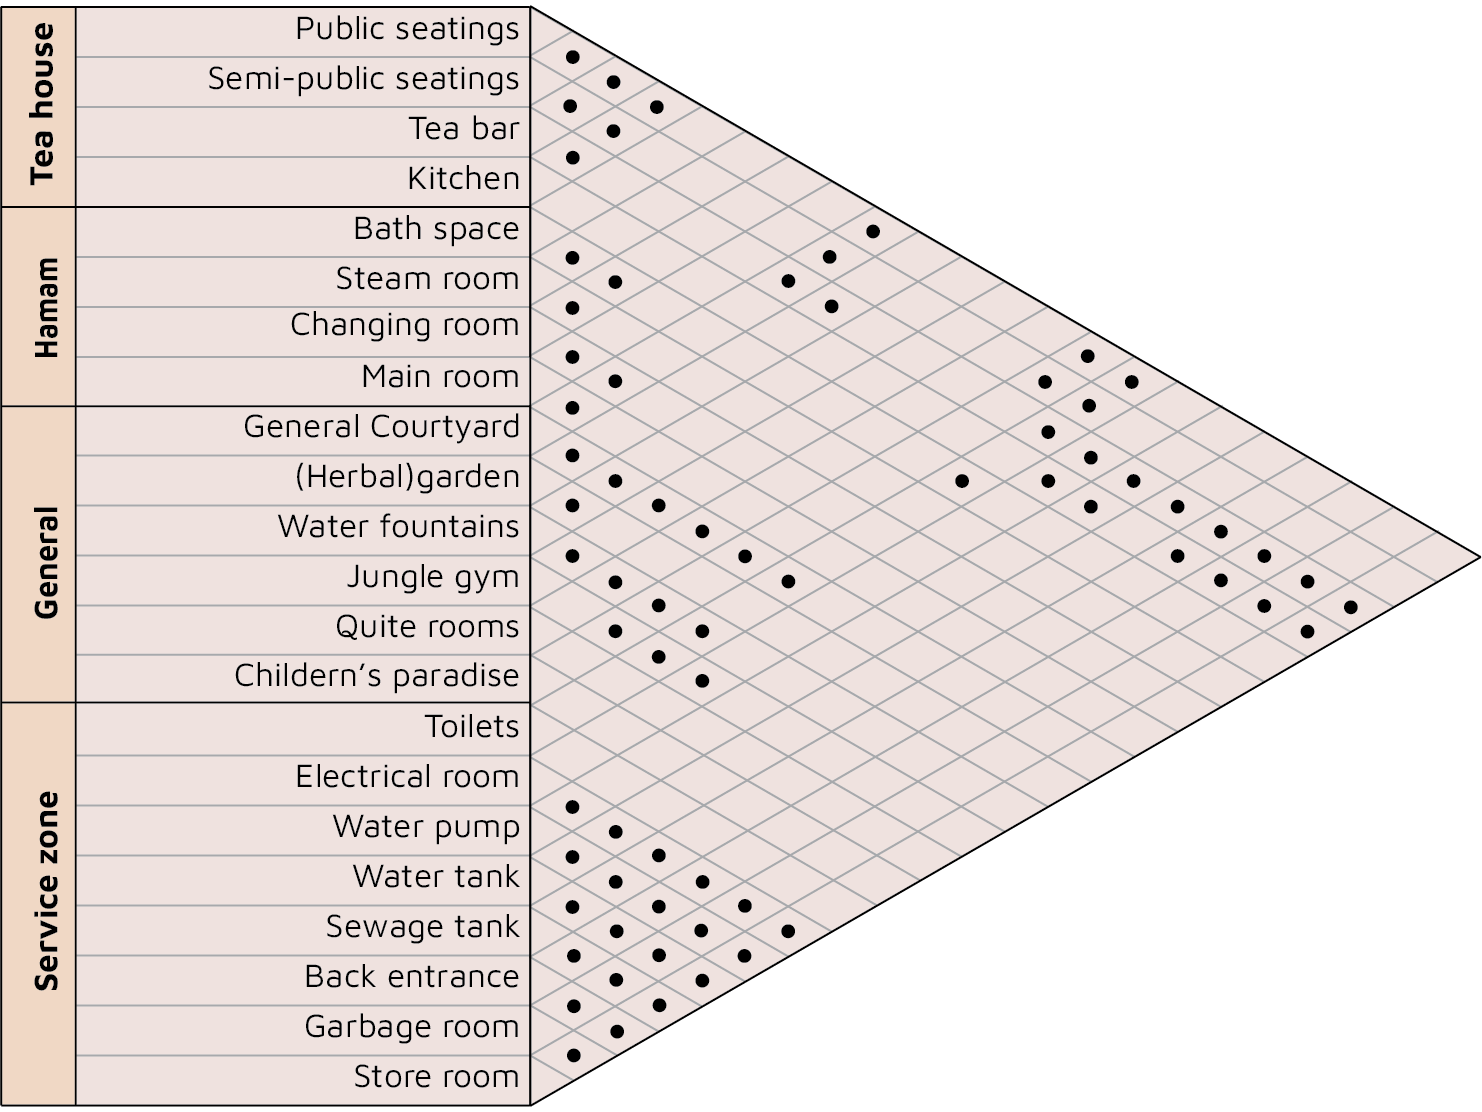 Tea house
Public seatings
Semi-public seatings
Tea bar
Kitchen
Hamam
Bath space
Steam room
Changing room
Main room
General
General Courtyard
(Herbal)garden
Water fountains
Jungle gym
Quite rooms
Childern’s paradise
Service zone
Toilets
Electrical room
Water pump
Water tank
Sewage tank
Back entrance
Garbage room
Store room